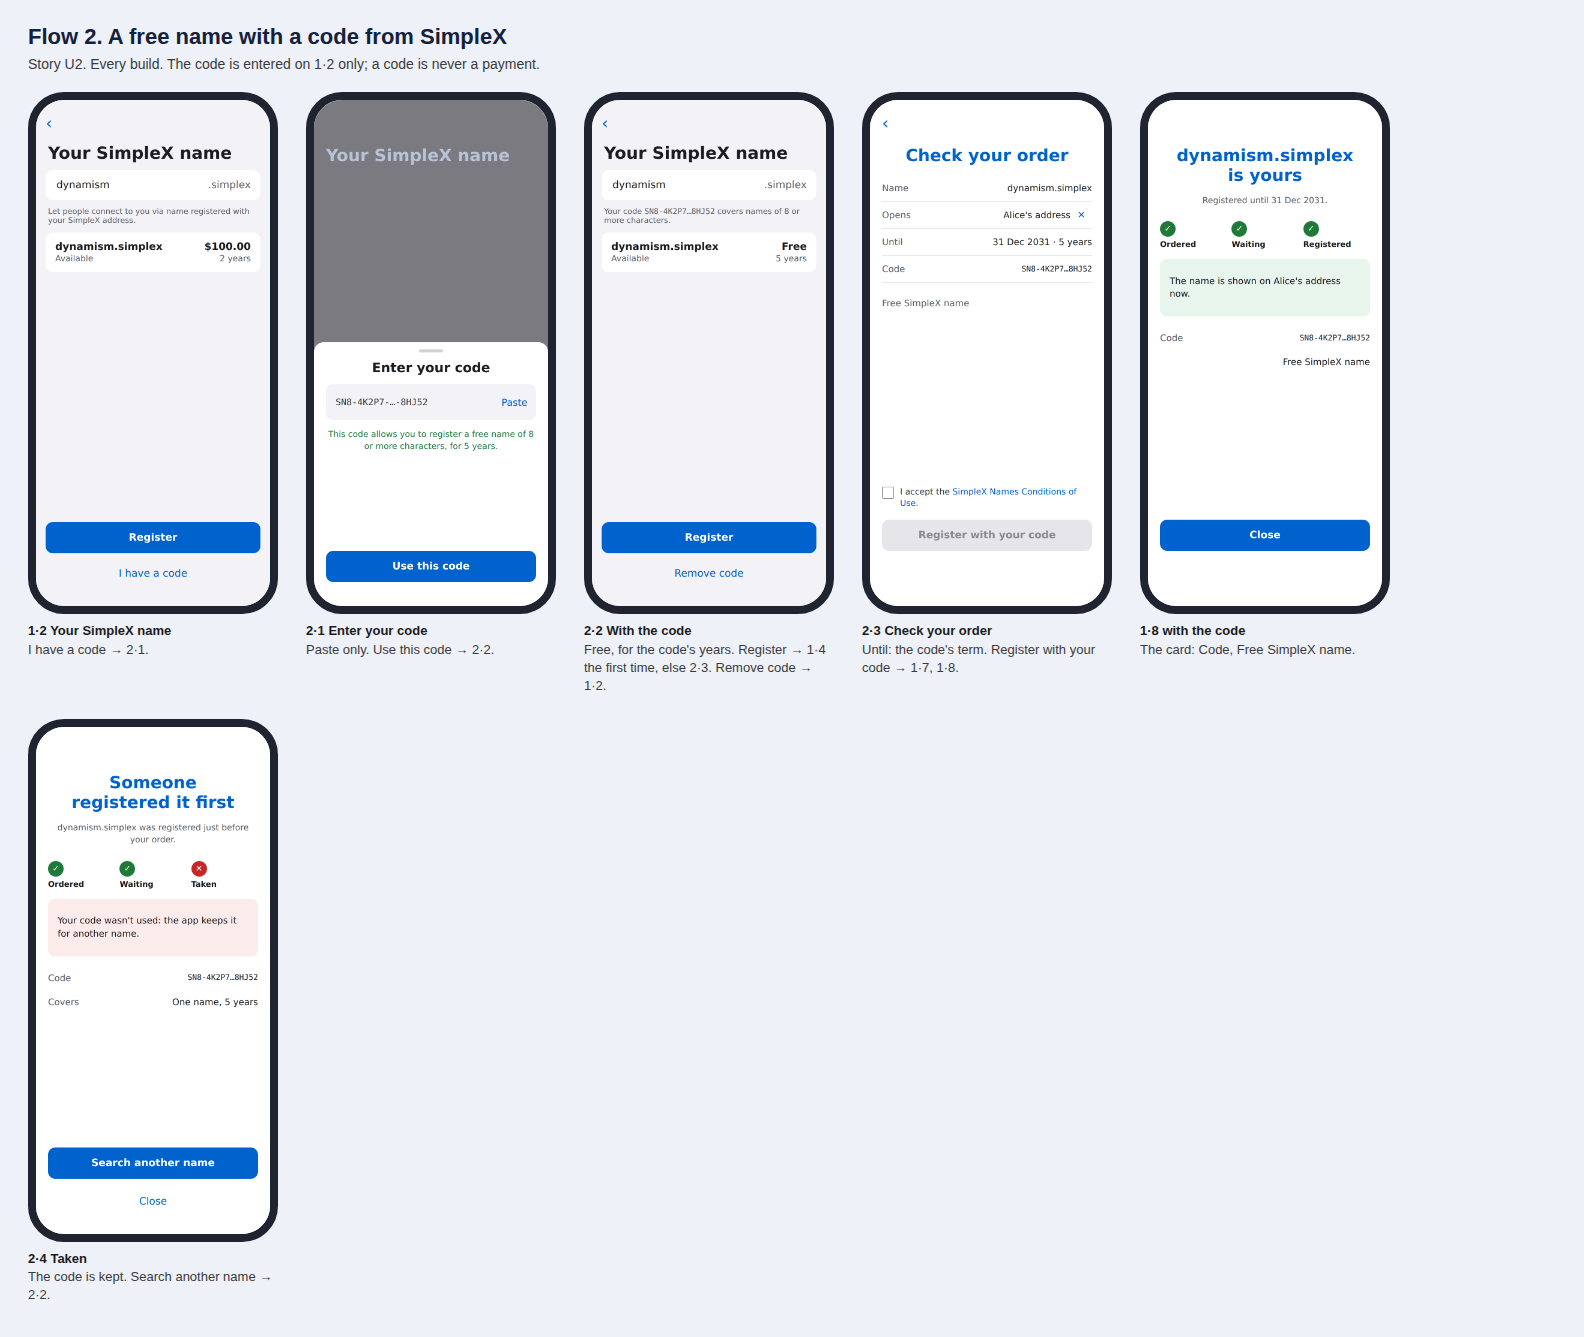 Flow 2. A free name with a code from SimpleX
Story U2. Every build. The code is entered on 1·2 only; a code is never a payment.
‹
Your SimpleX name
dynamism .simplex
Let people connect to you via name registered with
your SimpleX address.
dynamism.simplex $100.00
Available 2 years
Register
I have a code
1·2 Your SimpleX name
I have a code → 2·1.
Your SimpleX name
Enter your code
SN8-4K2P7-…-8HJ52 Paste
This code allows you to register a free name of 8
or more characters, for 5 years.
Use this code
2·1 Enter your code
Paste only. Use this code → 2·2.
‹
Your SimpleX name
dynamism .simplex
Your code SN8-4K2P7…8HJ52 covers names of 8 or
more characters.
dynamism.simplex Free
Available 5 years
Register
Remove code
2·2 With the code
Free, for the code's years. Register → 1·4
the first time, else 2·3. Remove code →
1·2.
‹
Check your order
Name dynamism.simplex
Opens Alice's address ✕
Until 31 Dec 2031 · 5 years
Code SN8-4K2P7…8HJ52
Free SimpleX name
I accept the SimpleX Names Conditions of
Use.
Register with your code
2·3 Check your order
Until: the code's term. Register with your
code → 1·7, 1·8.
dynamism.simplex
is yours
Registered until 31 Dec 2031.
✓ ✓ ✓
Ordered Waiting Registered
The name is shown on Alice's address
now.
Code SN8-4K2P7…8HJ52
Free SimpleX name
Close
1·8 with the code
The card: Code, Free SimpleX name.
Someone
registered it first
dynamism.simplex was registered just before
your order.
✓ ✓ ✕
Ordered Waiting Taken
Your code wasn't used: the app keeps it
for another name.
Code SN8-4K2P7…8HJ52
Covers One name, 5 years
Search another name
Close
2·4 Taken
The code is kept. Search another name →
2·2.